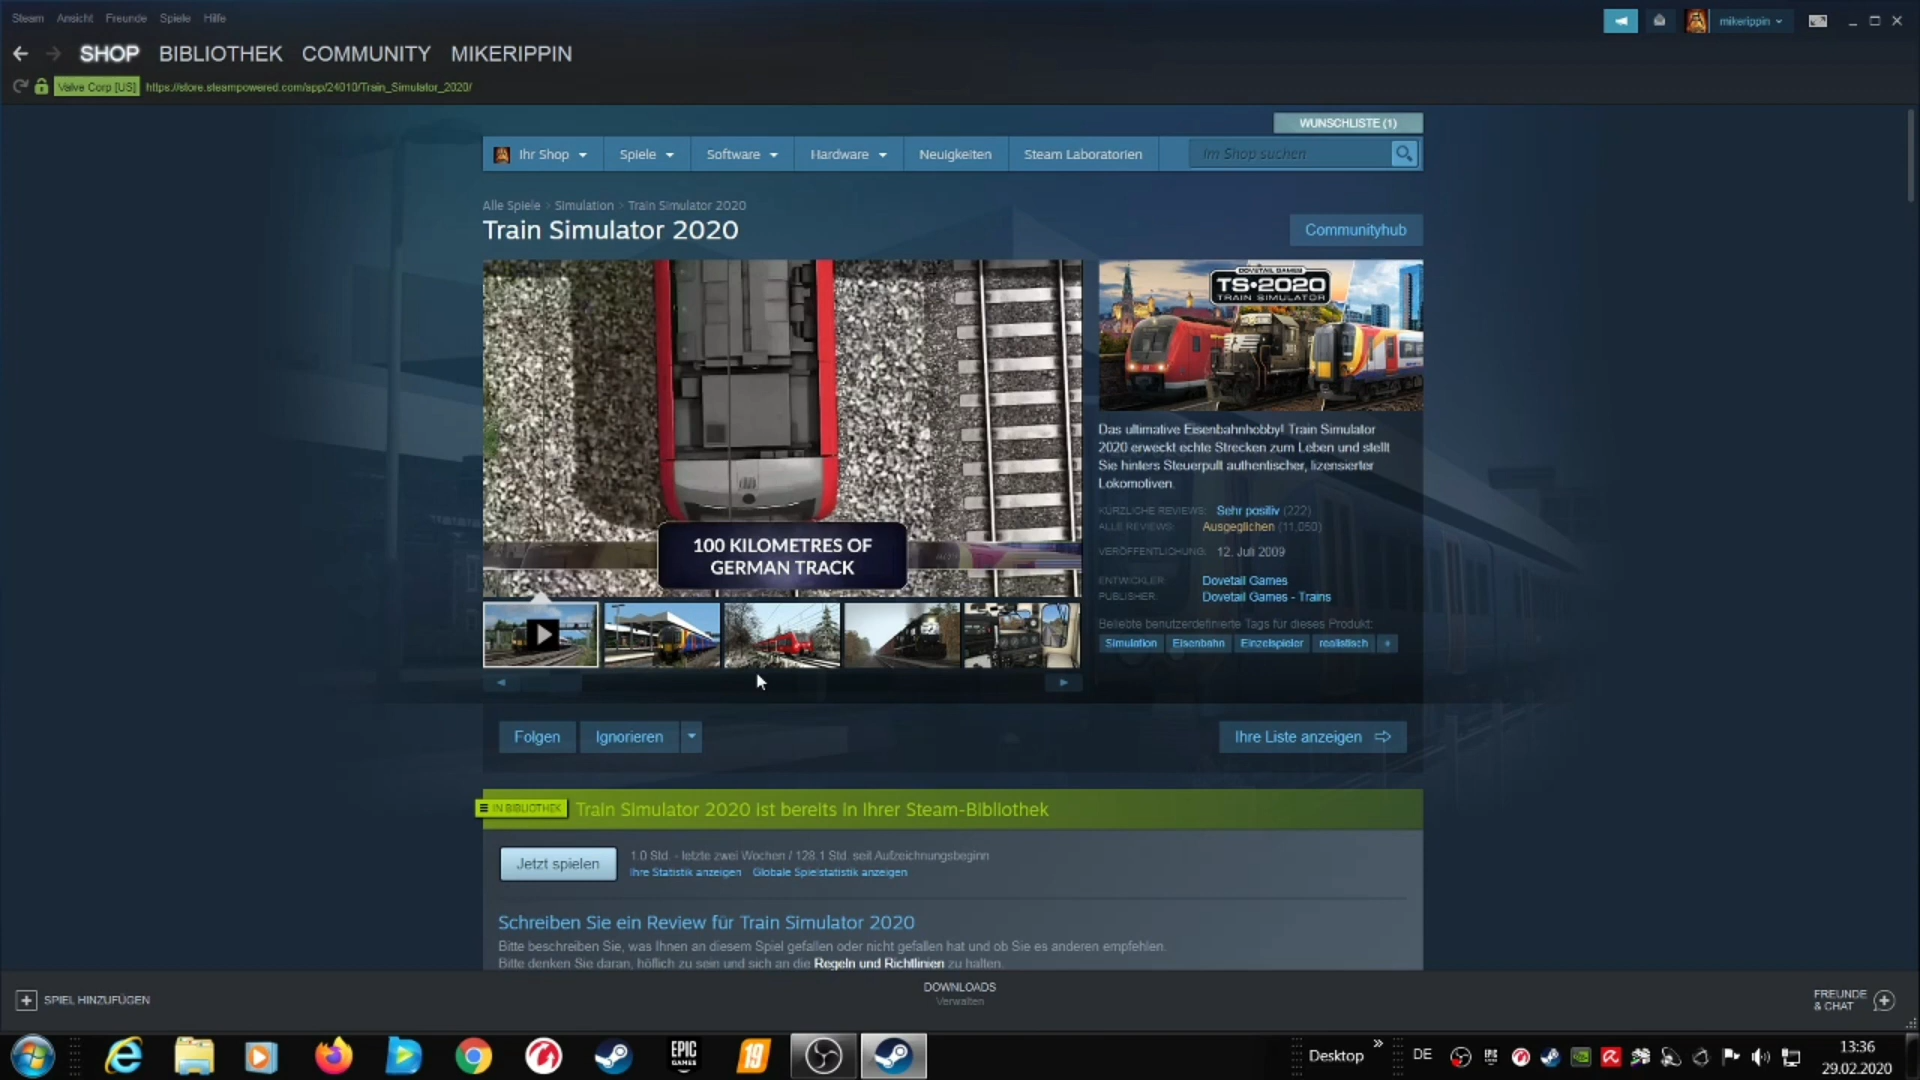 Steam Ansicht Freunde Spiele Hilfe
mikerippin
SHOP BIBLIOTHEK COMMUNITY MIKERIPPIN
Valve Corp [US] https://store.steampowered.com/app/24010/Train_Simulator_2020/
WUNSCHLISTE (1)
Ihr Shop Spiele Software Hardware Neuigkeiten Steam Laboratorien Im Shop suchen
Alle Spiele > Simulation > Train Simulator 2020
Train Simulator 2020
Communityhub
DOVETAIL GAMES
TS•2020
TRAIN SIMULATOR
100 KILOMETRES OF
GERMAN TRACK
Das ultimative Eisenbahnhobby! Train Simulator
2020 erweckt echte Strecken zum Leben und stellt
Sie hinters Steuerpult authentischer, lizensierter
Lokomotiven.
KÜRZLICHE REVIEWS: Sehr positiv (222)
ALLE REVIEWS: Ausgeglichen (11,050)
VERÖFFENTLICHUNG: 12. Juli 2009
ENTWICKLER: Dovetail Games
PUBLISHER: Dovetail Games - Trains
Beliebte benutzerdefinierte Tags für dieses Produkt:
Simulation Eisenbahn Einzelspieler realistisch +
Folgen Ignorieren Ihre Liste anzeigen
IN BIBLIOTHEK Train Simulator 2020 ist bereits in Ihrer Steam-Bibliothek
Jetzt spielen
1.0 Std. - letzte zwei Wochen / 128.1 Std. seit Aufzeichnungsbeginn
Ihre Statistik anzeigen Globale Spielstatistik anzeigen
Schreiben Sie ein Review für Train Simulator 2020
Bitte beschreiben Sie, was Ihnen an diesem Spiel gefallen oder nicht gefallen hat und ob Sie es anderen empfehlen.
Bitte denken Sie daran, höflich zu sein und sich an die Regeln und Richtlinien zu halten.
SPIEL HINZUFÜGEN
DOWNLOADS
Verwalten
FREUNDE
& CHAT
EPIC
GAMES
19
Desktop
DE
13:36
29.02.2020